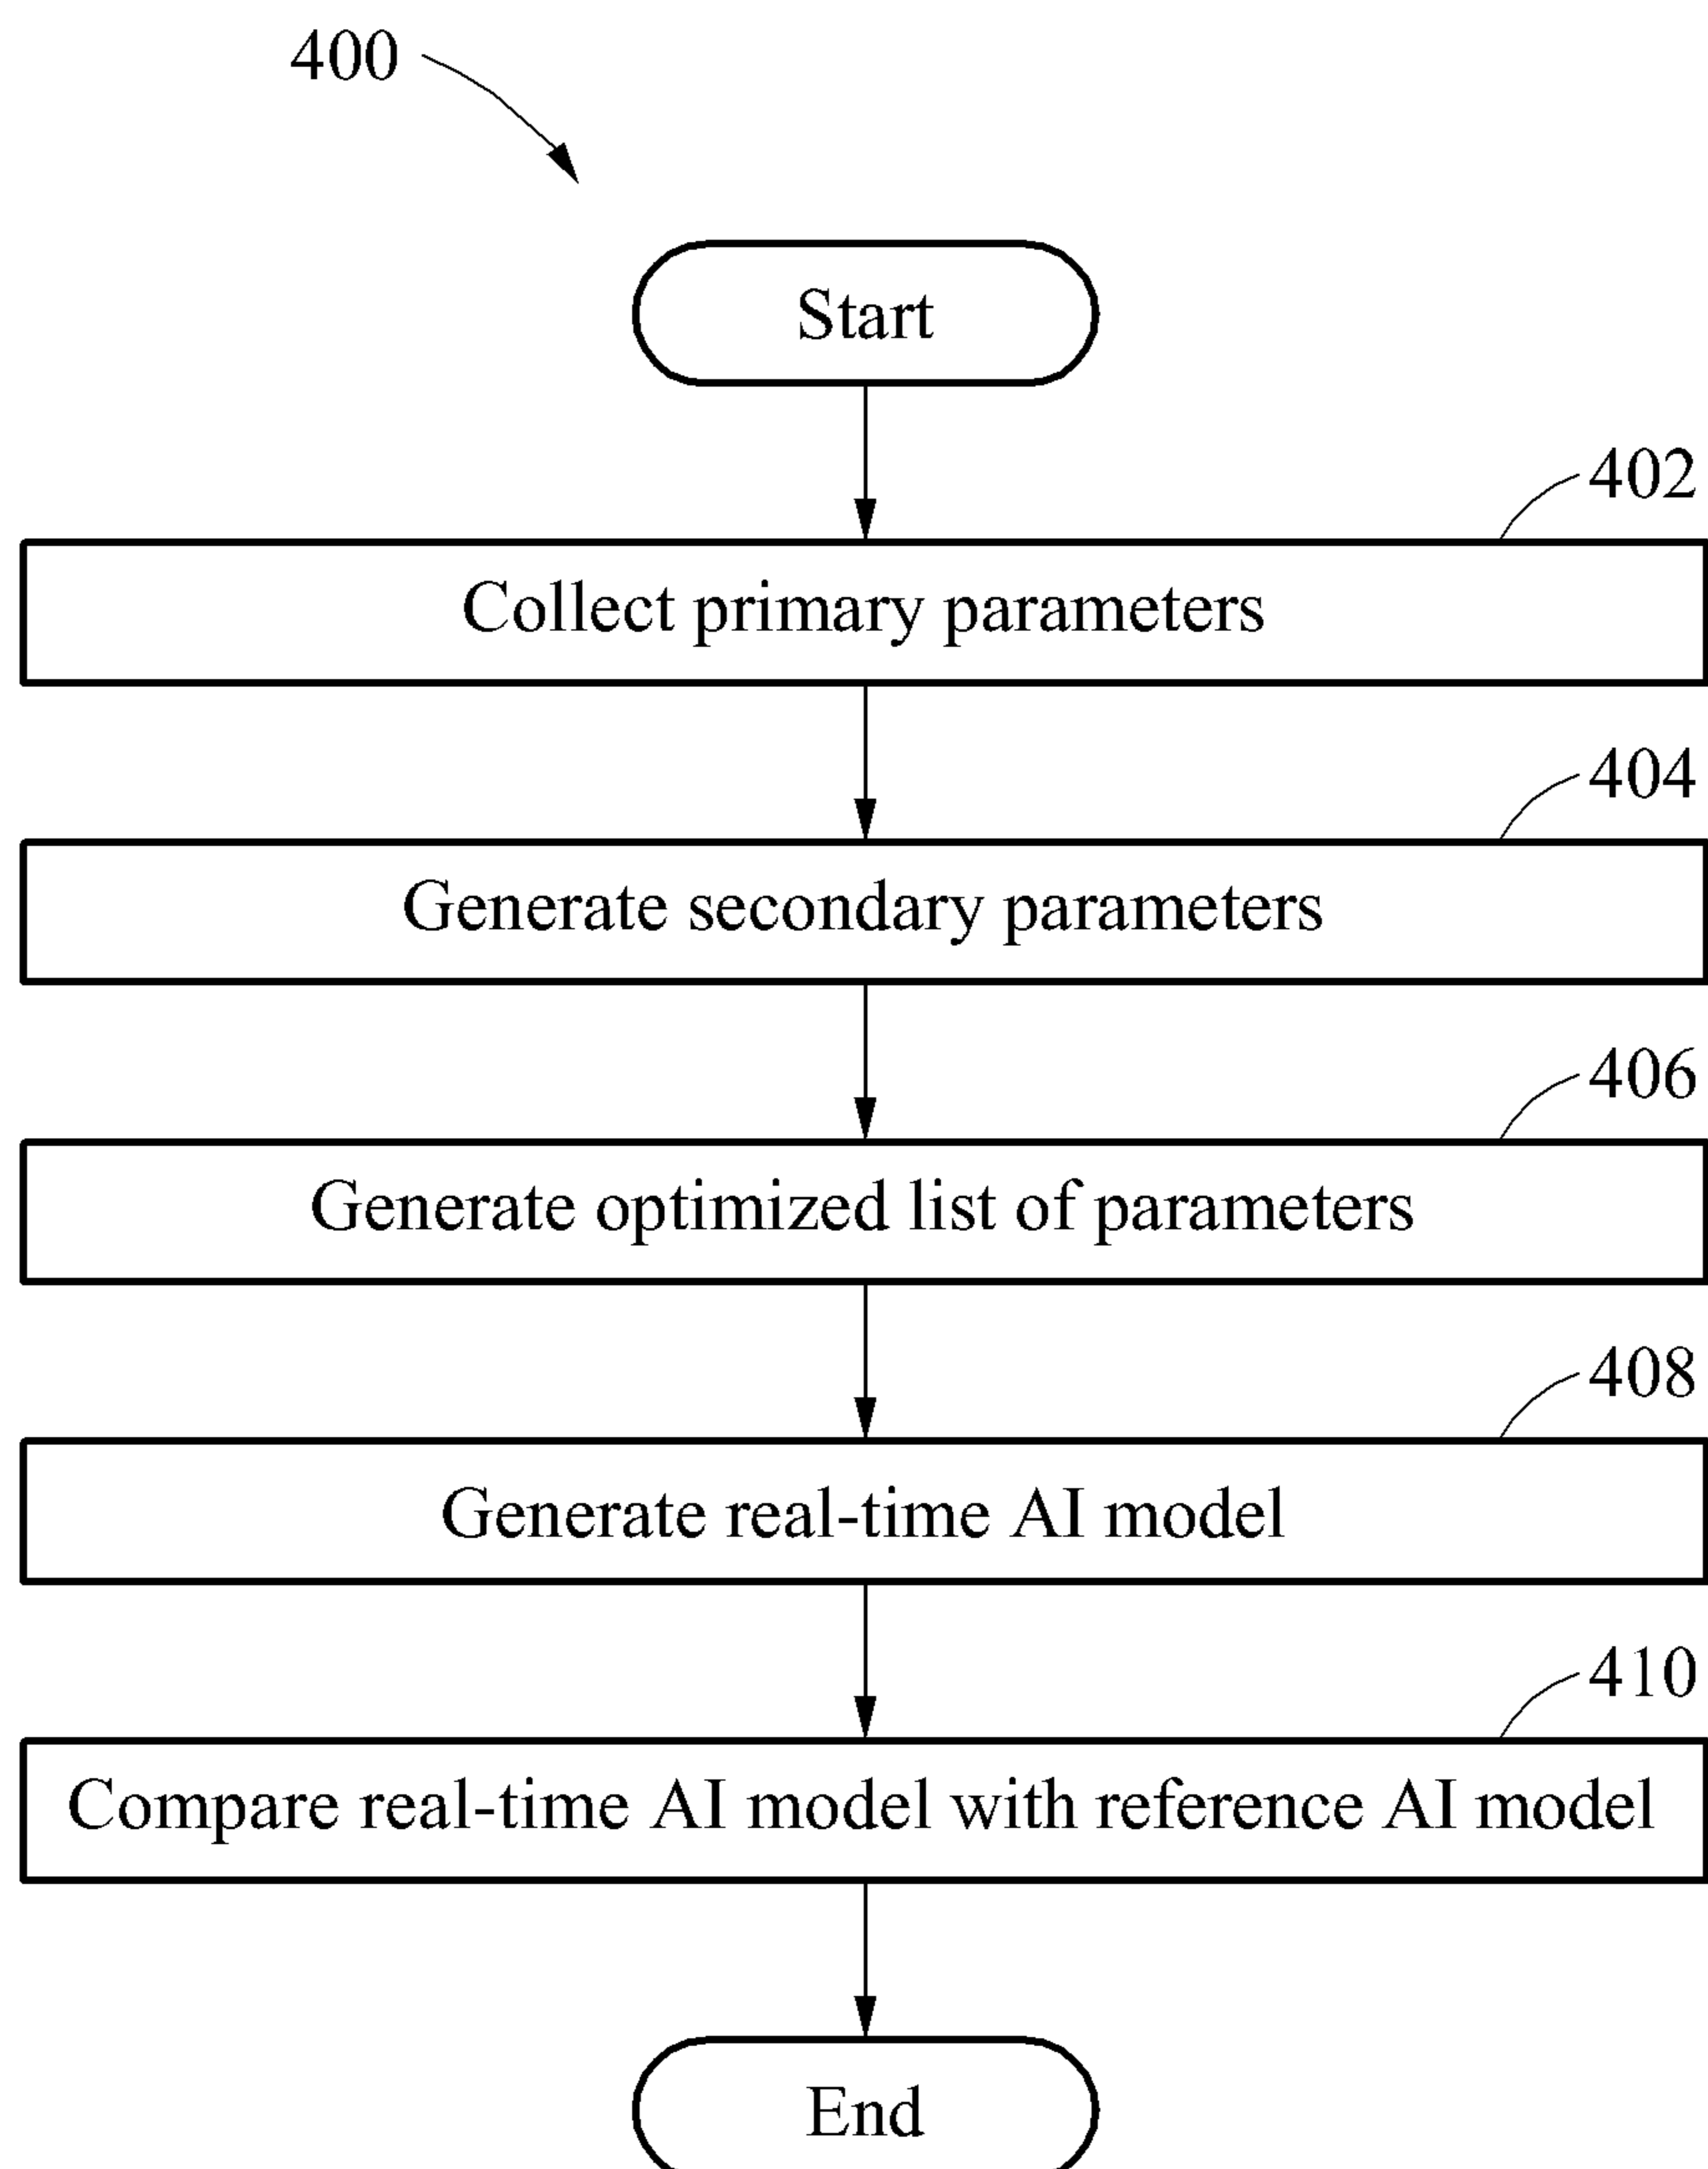 400
Start
402
Collect primary parameters
404
Generate secondary parameters
406
Generate optimized list of parameters
408
Generate real-time AI model
410
Compare real-time AI model with reference AI model
End